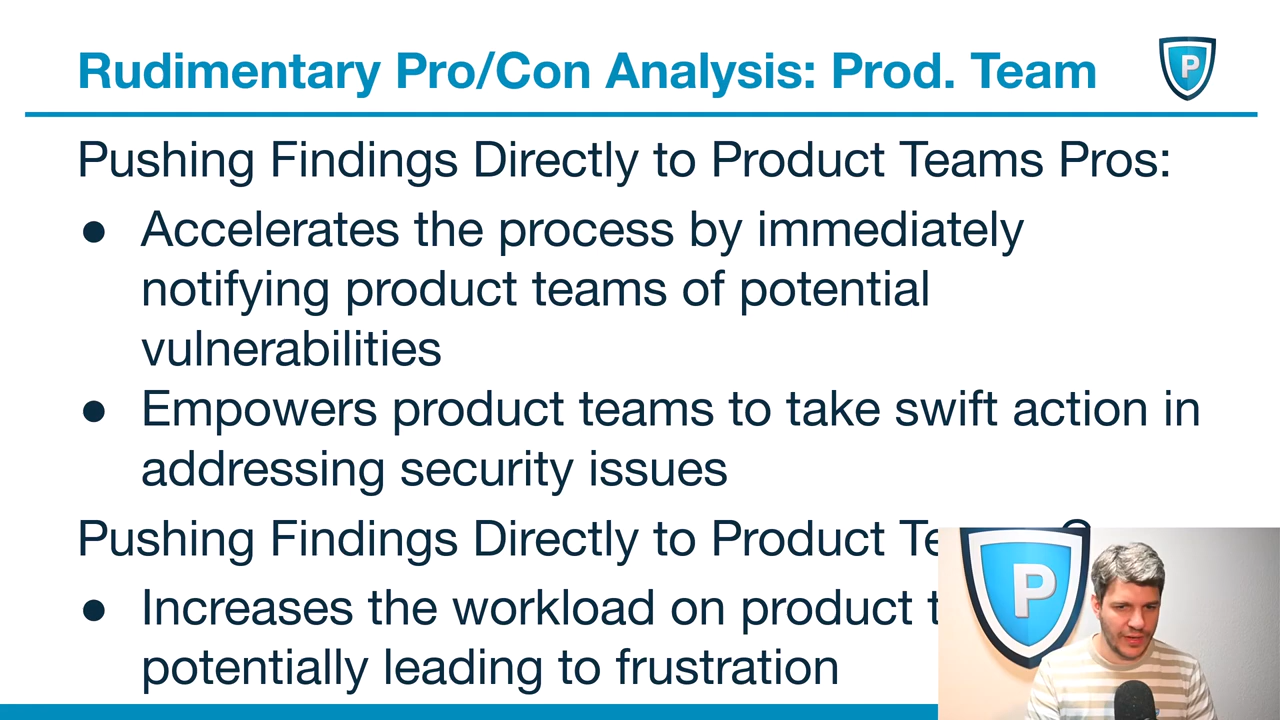 Rudimentary Pro/Con Analysis: Prod. Team
P
Pushing Findings Directly to Product Teams Pros:
● Accelerates the process by immediately
notifying product teams of potential
vulnerabilities
● Empowers product teams to take swift action in
addressing security issues
Pushing Findings Directly to Product
● Increases the workload on product
potentially leading to frustration
P